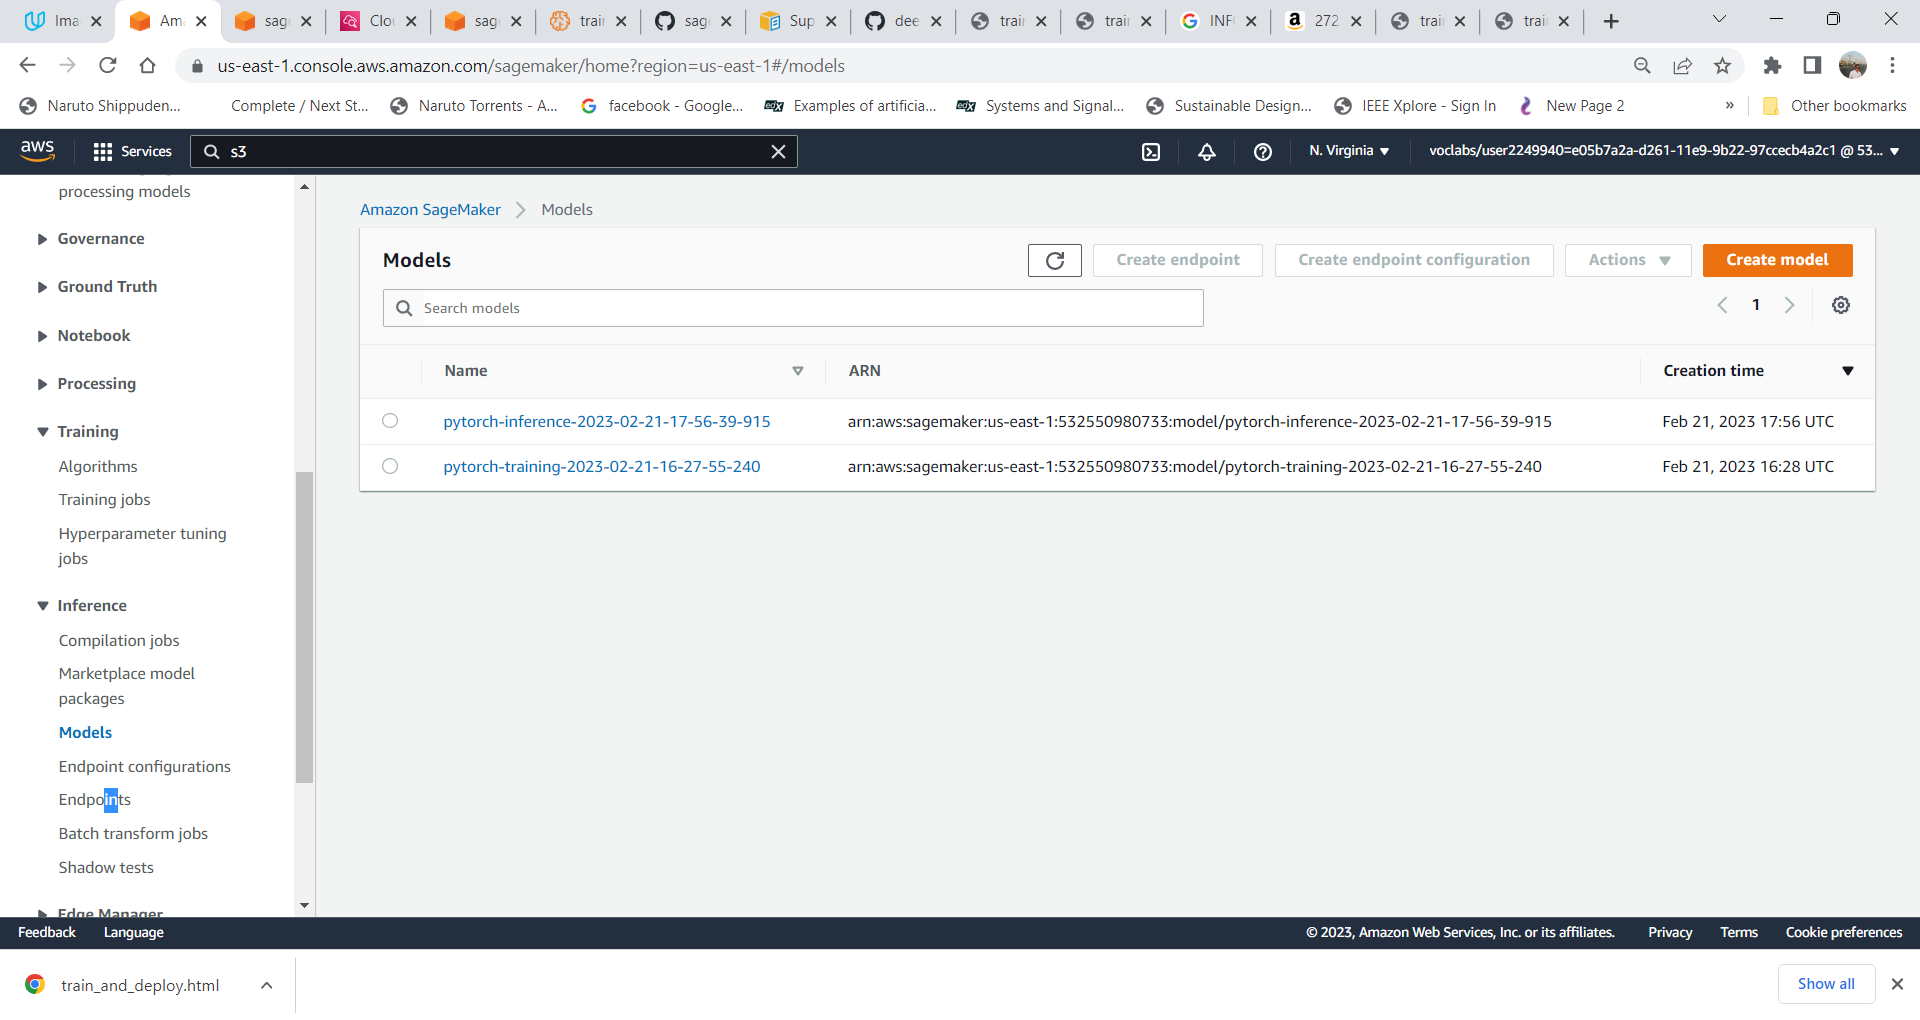 Ima
Am
sag
Clo
sag
trai
sag
Sup
dee
trair
trai
INF
272
trai
trai
us-east-1.console.aws.amazon.com/sagemaker/home?region=us-east-1#/models
Naruto Shippuden...
Complete / Next St...
Naruto Torrents - A...
facebook - Google...
Examples of artificia...
Systems and Signal...
Sustainable Design...
IEEE Xplore - Sign In
New Page 2
»
Other bookmarks
aws
Services
s3
N. Virginia
voclabs/user2249940=e05b7a2a-d261-11e9-9b22-97ccecb4a2c1 @ 53...
processing models
Governance
Ground Truth
Notebook
Processing
Training
Algorithms
Training jobs
Hyperparameter tuning
jobs
Inference
Compilation jobs
Marketplace model
packages
Models
Endpoint configurations
Endpoints
Batch transform jobs
Shadow tests
Edge Manager
Amazon SageMaker
Models
Models
Create endpoint
Create endpoint configuration
Actions
Create model
Search models
1
Name
ARN
Creation time
pytorch-inference-2023-02-21-17-56-39-915
arn:aws:sagemaker:us-east-1:532550980733:model/pytorch-inference-2023-02-21-17-56-39-915
Feb 21, 2023 17:56 UTC
pytorch-training-2023-02-21-16-27-55-240
arn:aws:sagemaker:us-east-1:532550980733:model/pytorch-training-2023-02-21-16-27-55-240
Feb 21, 2023 16:28 UTC
Feedback
Language
© 2023, Amazon Web Services, Inc. or its affiliates.
Privacy
Terms
Cookie preferences
train_and_deploy.html
Show all